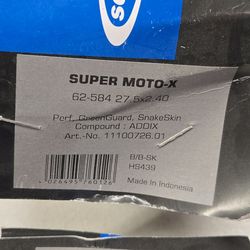 SUPER MOTO-X
62-584 27.5x2.40
Perf, GreenGuard, SnakeSkin
Compound : ADDIX
Art.-No. 11100726.01
B/B-SK
HS439
4026495760126
Made In Indonesia